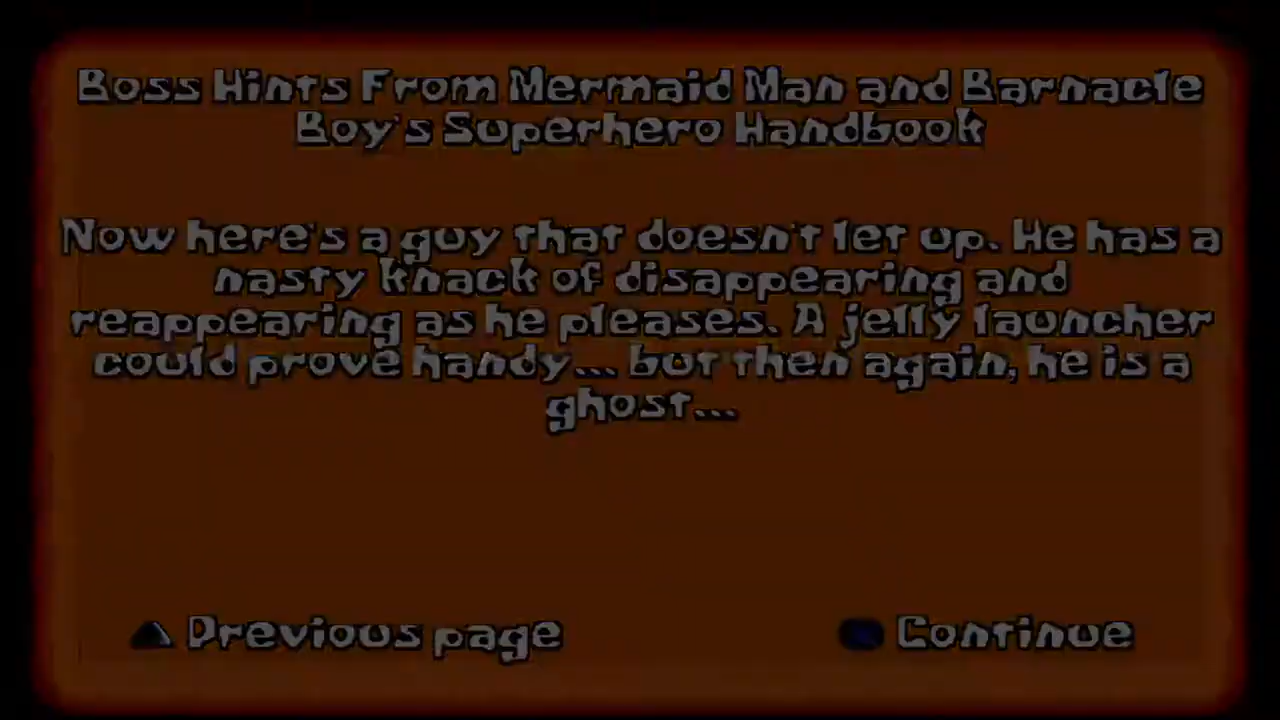 Boss Hints From Mermaid Man and Barnacle
Boy's Superhero Handbook
Now here's a guy that doesn't let up. He has a
nasty knack of disappearing and
reappearing as he pleases. A jelly launcher
could prove handy... but then again, he is a
ghost...
Previous page
Continue